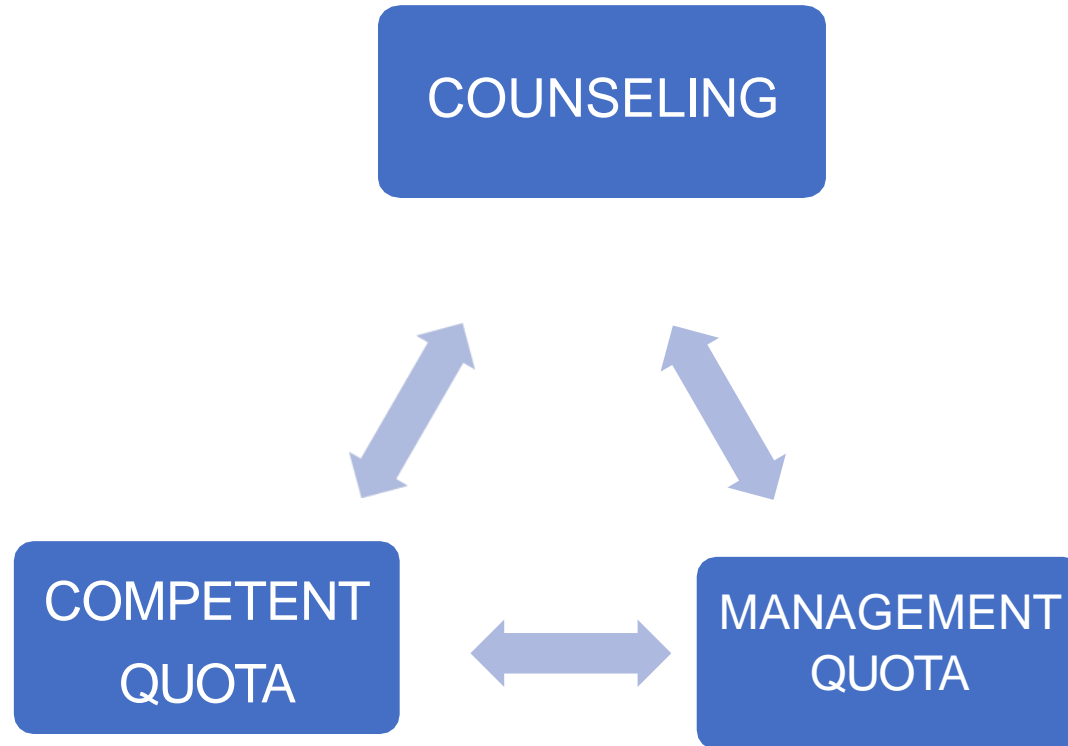 COUNSELING
COMPETENT
QUOTA
MANAGEMENT
QUOTA